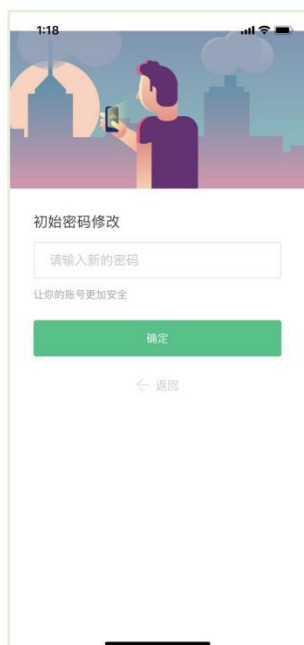 1:18
初始密码修改
请输入新的密码
让你的账号更加安全
确定
← 返回